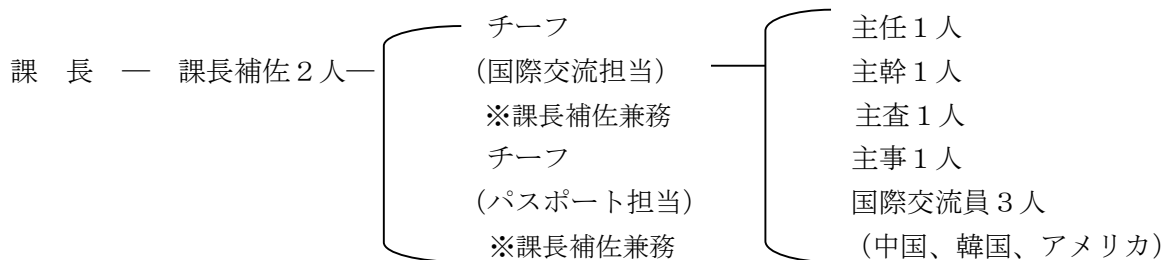 チーフ 主任１人
課　長　―　課長補佐２人― (国際交流担当) 主幹１人
※課長補佐兼務 主査１人
チーフ 主事１人
(パスポート担当) 国際交流員３人
※課長補佐兼務 （中国、韓国、アメリカ）